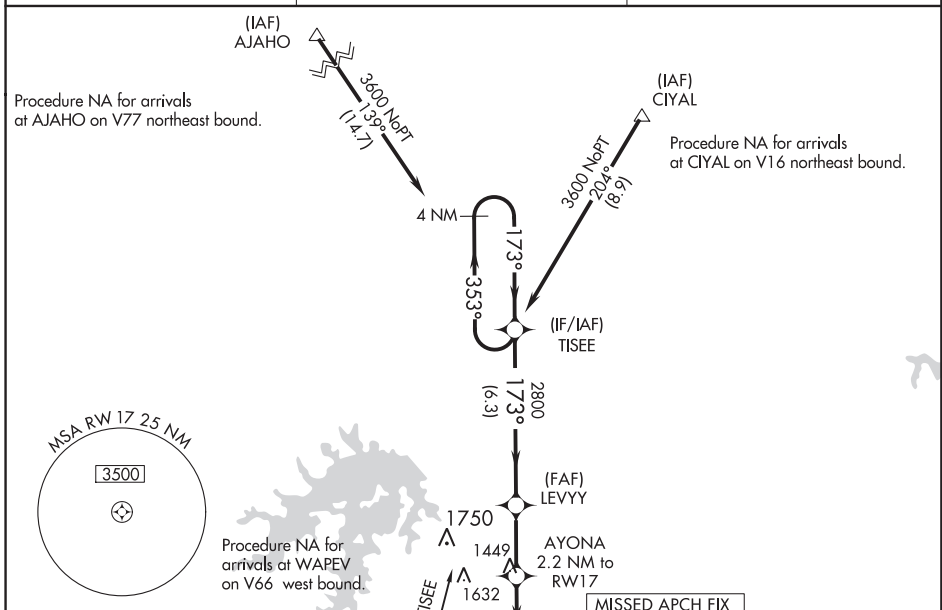 (IAF)
AJAHO
Procedure NA for arrivals
at AJAHO on V77 northeast bound.
3600 NoPT
139°
(14.7)
(IAF)
CIYAL
Procedure NA for arrivals
at CIYAL on V16 northeast bound.
3600 NoPT
204°
(8.9)
4 NM
173°
353°
(IF/IAF)
TISEE
2800
173°
(6.3)
MSA RW 17 25 NM
3500
(FAF)
LEVYY
1750
Procedure NA for
arrivals at WAPEV
on V66 west bound.
1449
AYONA
2.2 NM to
RW17
1632
TISEE
MISSED APCH FIX